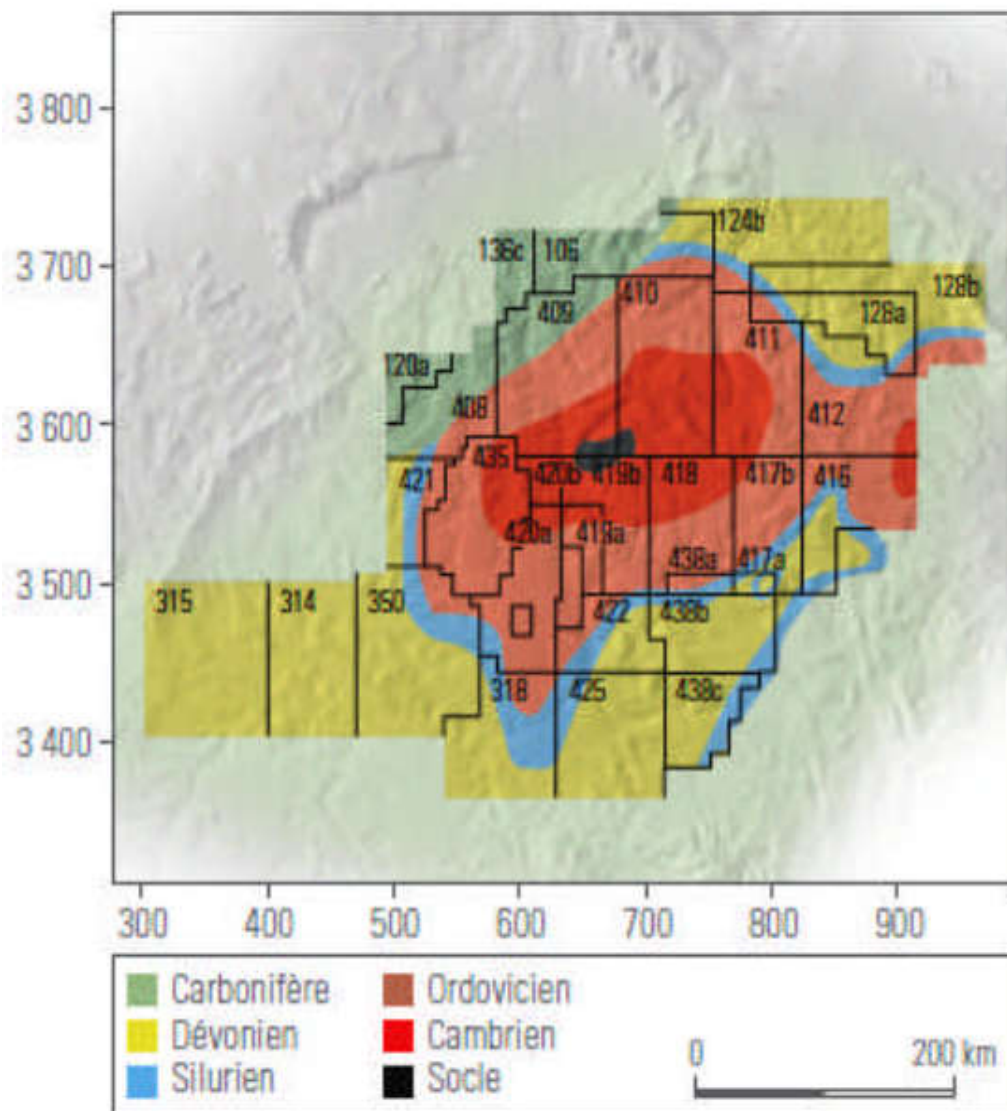 3 800
3 700
3 600
3 500
3 400
136c 106
124b
128b
410
409
128a
411
120a
408
412
435
421
420b 419b 418 417b 416
420a 419a
438a
417a
315 314 350
422 438b
318 425 438c
300 400 500 600 700 800 900
Carbonifère Ordovicien
Dévonien Cambrien
Silurien Socle
0 200 km